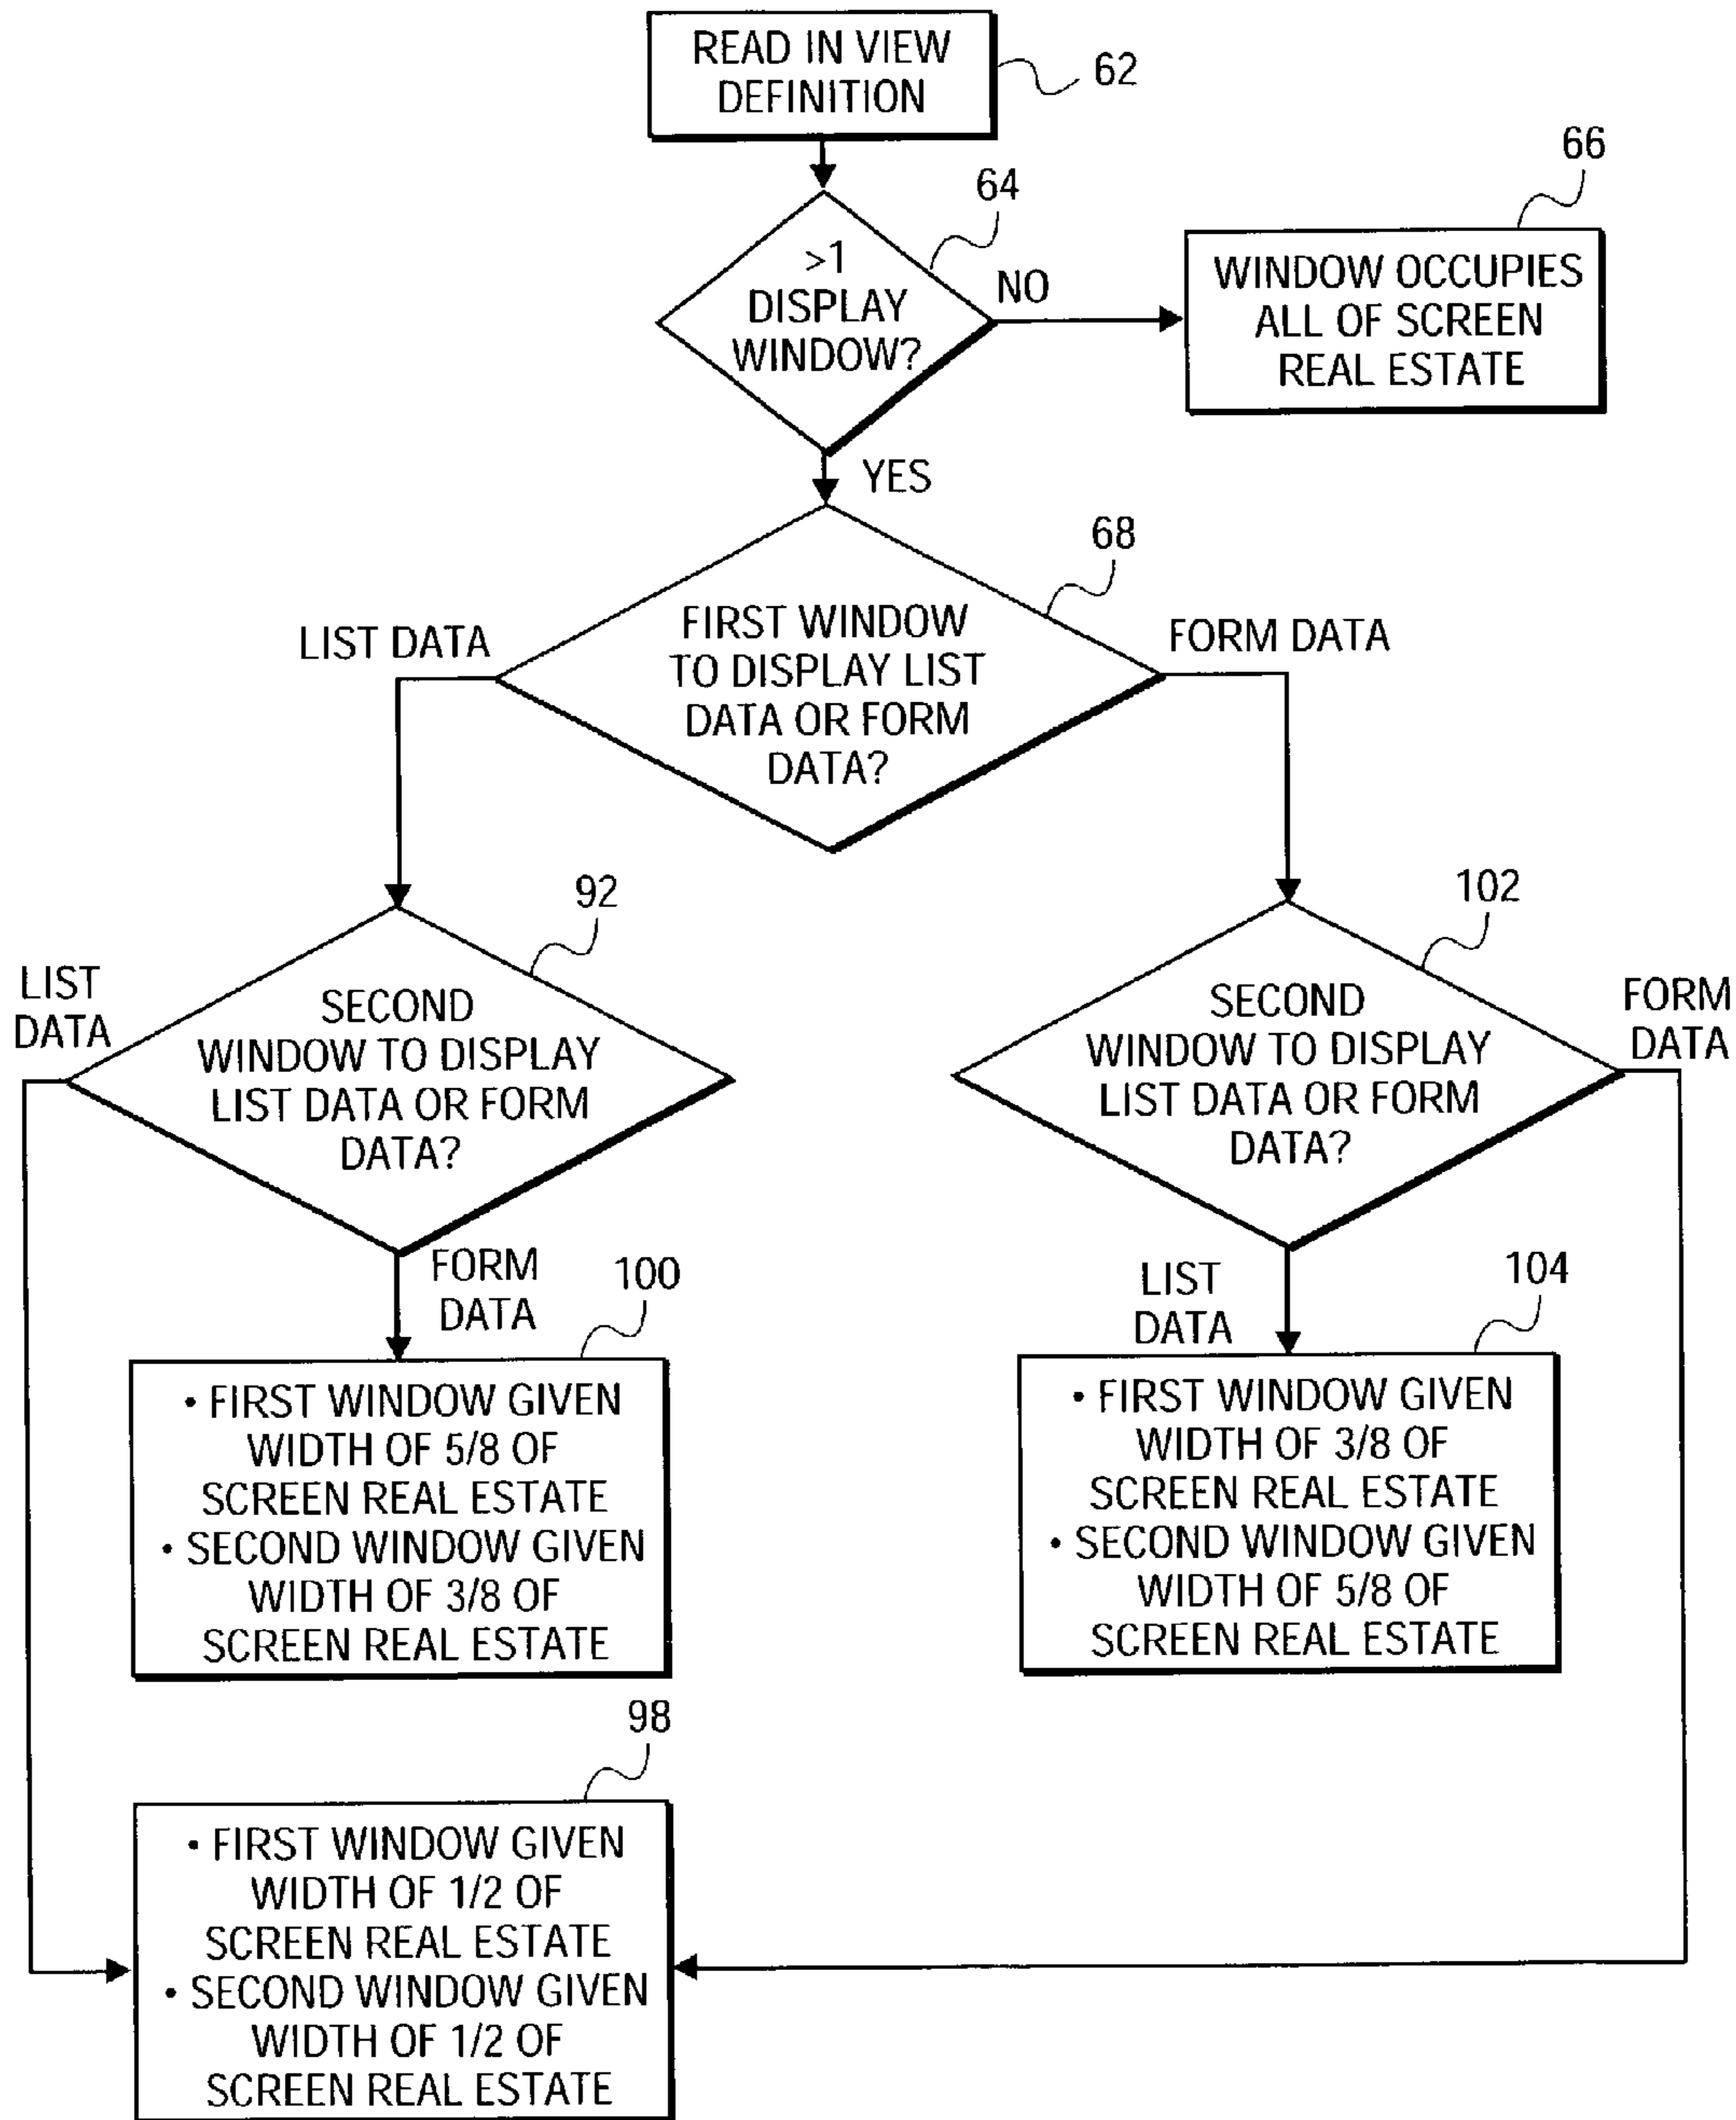 READ IN VIEW
DEFINITION
62
64
66
>1
DISPLAY
WINDOW?
NO
WINDOW OCCUPIES
ALL OF SCREEN
REAL ESTATE
YES
68
LIST DATA
FIRST WINDOW
TO DISPLAY LIST
DATA OR FORM
DATA?
FORM DATA
92
LIST
DATA
SECOND
WINDOW TO DISPLAY
LIST DATA OR FORM
DATA?
102
SECOND
WINDOW TO DISPLAY
LIST DATA OR FORM
DATA?
FORM
DATA
FORM
DATA
100
• FIRST WINDOW GIVEN
WIDTH OF 5/8 OF
SCREEN REAL ESTATE
• SECOND WINDOW GIVEN
WIDTH OF 3/8 OF
SCREEN REAL ESTATE
LIST
DATA
104
• FIRST WINDOW GIVEN
WIDTH OF 3/8 OF
SCREEN REAL ESTATE
• SECOND WINDOW GIVEN
WIDTH OF 5/8 OF
SCREEN REAL ESTATE
98
• FIRST WINDOW GIVEN
WIDTH OF 1/2 OF
SCREEN REAL ESTATE
• SECOND WINDOW GIVEN
WIDTH OF 1/2 OF
SCREEN REAL ESTATE